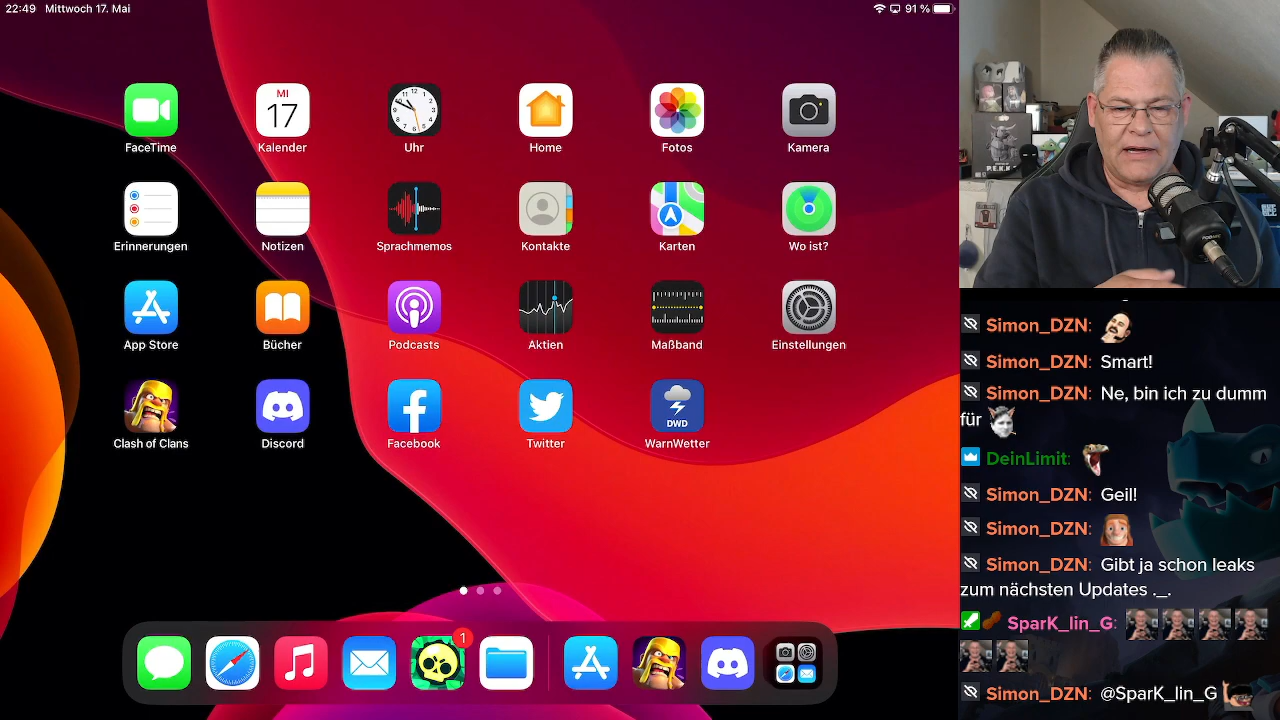 22:49 Mittwoch 17. Mai
91 %
FaceTime
MI
17
Kalender
Uhr
Home
Fotos
Kamera
Erinnerungen
Notizen
Sprachmemos
Kontakte
Karten
Wo ist?
App Store
Bücher
Podcasts
Aktien
Maßband
Einstellungen
Clash of Clans
Discord
Facebook
Twitter
DWD
WarnWetter
1
Simon_DZN:
Simon_DZN: Smart!
Simon_DZN: Ne, bin ich zu dumm
für
DeinLimit:
Simon_DZN: Geil!
Simon_DZN:
Simon_DZN: Gibt ja schon leaks
zum nächsten Updates ._.
SparK_lin_G:
Simon_DZN: @SparK_lin_G